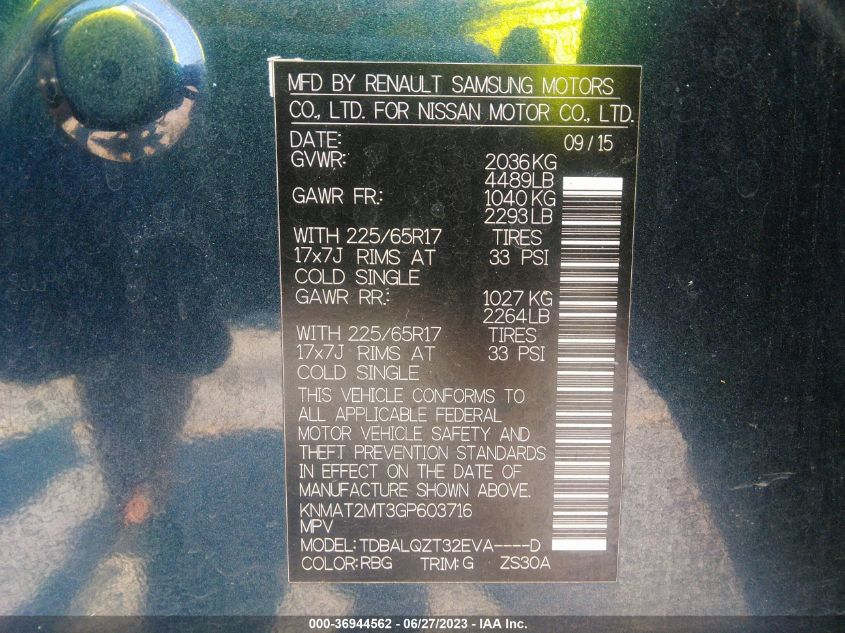 MFD BY RENAULT SAMSUNG MOTORS
CO., LTD. FOR NISSAN MOTOR CO., LTD.
DATE: 09/15
GVWR: 2036KG
4489LB
GAWR FR.: 1040KG
2293LB
WITH 225/65R17 TIRES
17x7J RIMS AT 33 PSI
COLD SINGLE
GAWR RR.: 1027KG
2264LB
WITH 225/65R17 TIRES
17x7J RIMS AT 33 PSI
COLD SINGLE
THIS VEHICLE CONFORMS TO
ALL APPLICABLE FEDERAL
MOTOR VEHICLE SAFETY AND
THEFT PREVENTION STANDARDS
IN EFFECT ON THE DATE OF
MANUFACTURE SHOWN ABOVE.
KNMAT2MT3GP603716
MPV
MODEL: TDBALQZT32EVA----D
COLOR: RBG TRIM: G ZS30A
000-36944562 / 06/27/2023 - ©IAA, Inc.